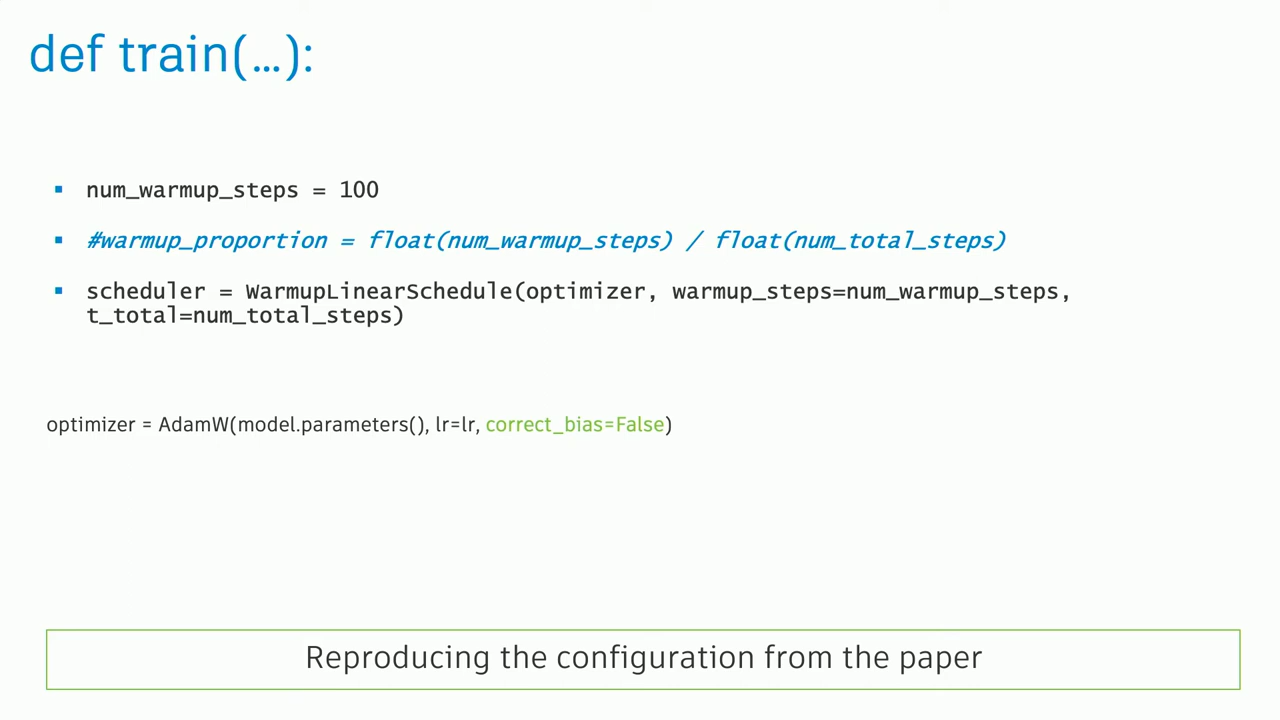 def train(…):
▪ num_warmup_steps = 100
▪ #warmup_proportion = float(num_warmup_steps) / float(num_total_steps)
▪ scheduler = WarmupLinearSchedule(optimizer, warmup_steps=num_warmup_steps,
t_total=num_total_steps)
optimizer = AdamW(model.parameters(), lr=lr, correct_bias=False)
Reproducing the configuration from the paper